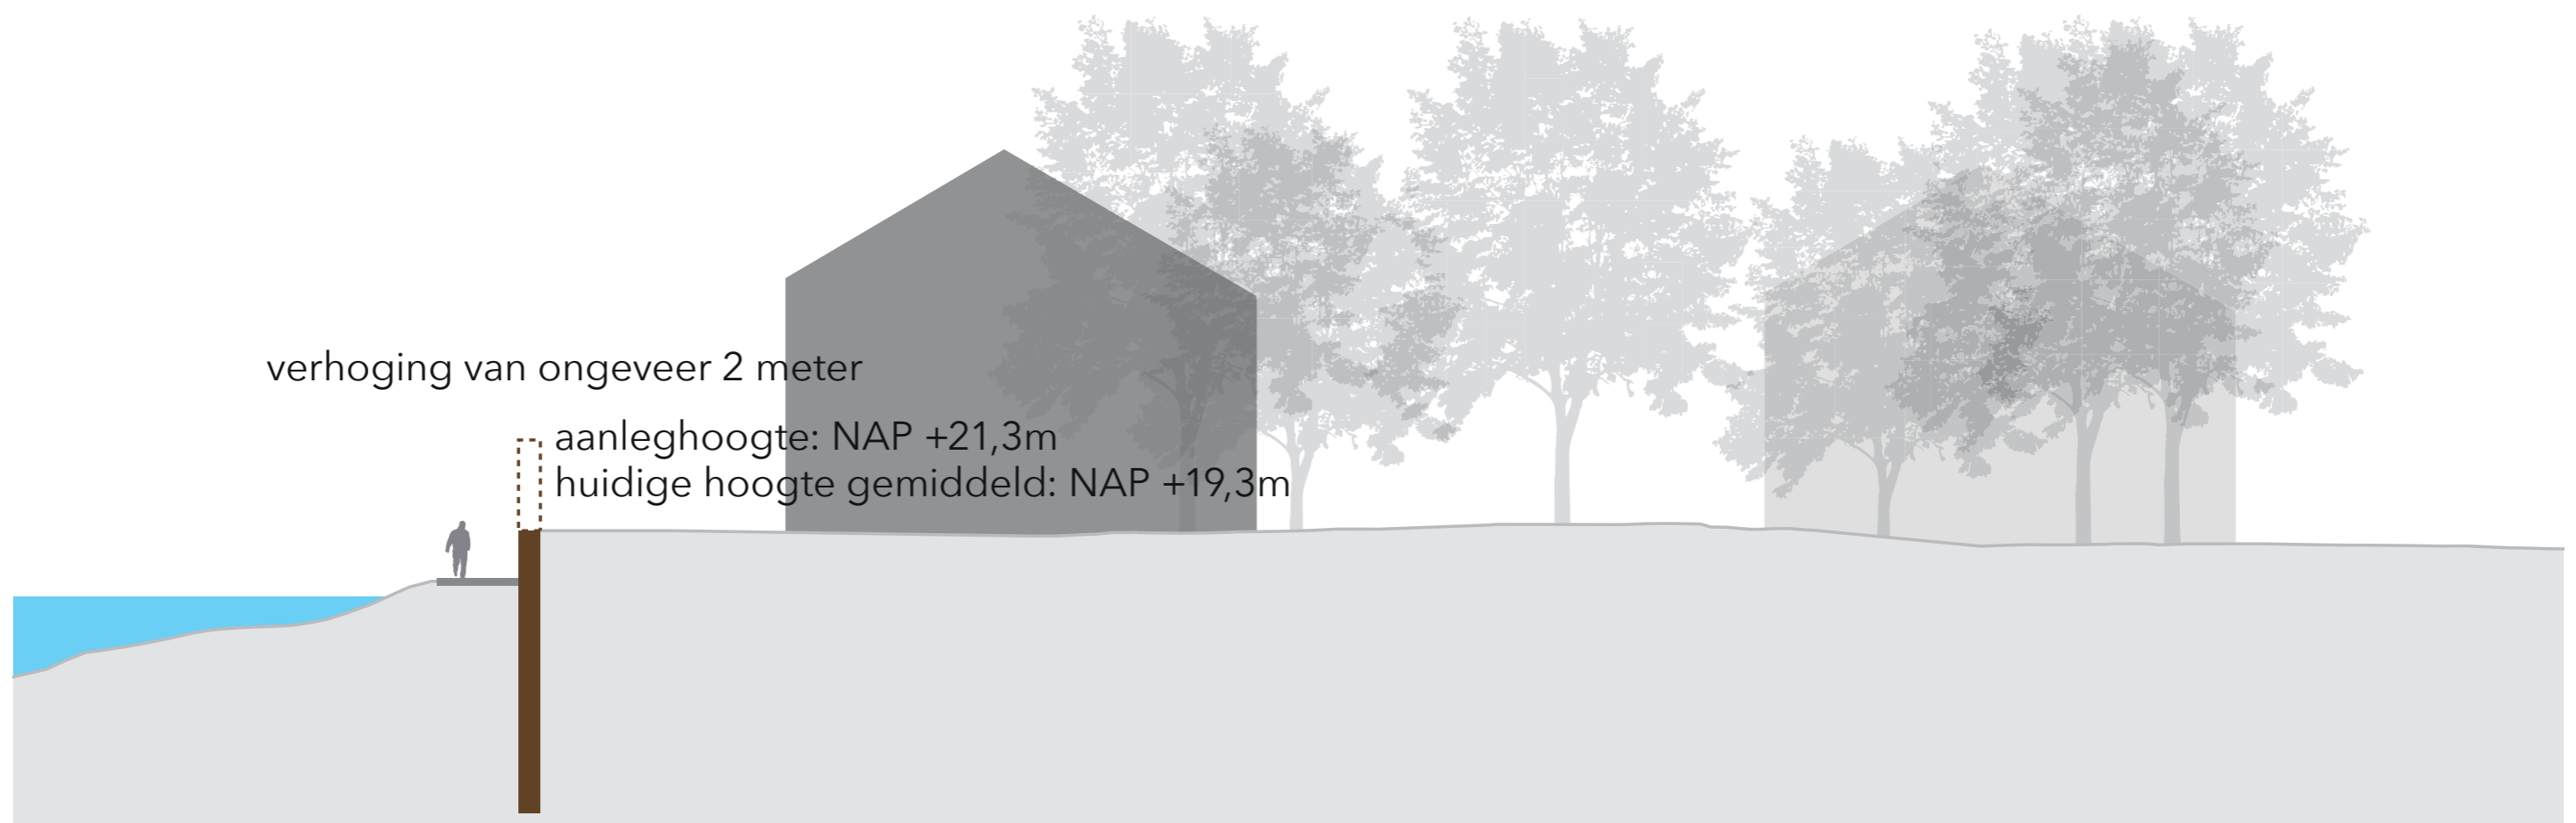 verhoging van ongeveer 2 meter
aanleghoogte: NAP +21,3m
huidige hoogte gemiddeld: NAP +19,3m